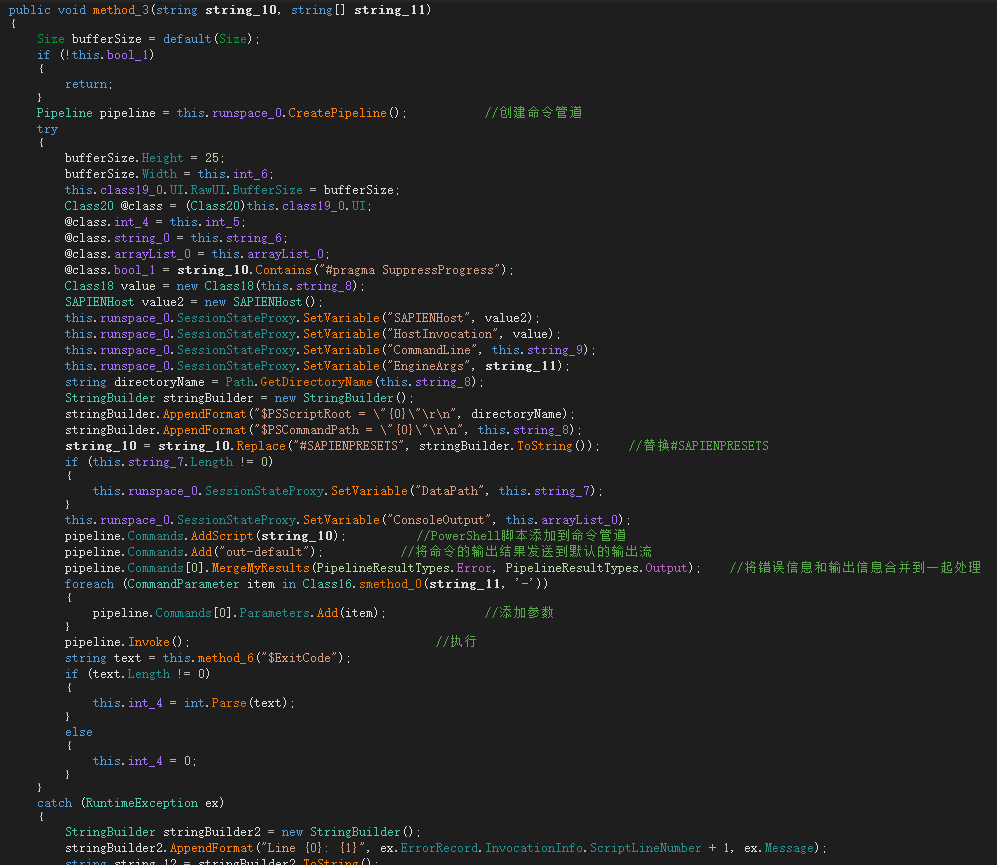 public void method_3(string string_10, string[] string_11)
{
Size bufferSize = default(Size);
if (!this.bool_1)
{
return;
}
Pipeline pipeline = this.runspace_0.CreatePipeline(); //创建命令管道
try
{
bufferSize.Height = 25;
bufferSize.Width = this.int_6;
this.class19_0.UI.RawUI.BufferSize = bufferSize;
Class20 @class = (Class20)this.class19_0.UI;
@class.int_4 = this.int_5;
@class.string_0 = this.string_6;
@class.arrayList_0 = this.arrayList_0;
@class.bool_1 = string_10.Contains("#pragma SuppressProgress");
Class18 value = new Class18(this.string_8);
SAPIENHost value2 = new SAPIENHost();
this.runspace_0.SessionStateProxy.SetVariable("SAPIENHost", value2);
this.runspace_0.SessionStateProxy.SetVariable("HostInvocation", value);
this.runspace_0.SessionStateProxy.SetVariable("CommandLine", this.string_9);
this.runspace_0.SessionStateProxy.SetVariable("EngineArgs", string_11);
string directoryName = Path.GetDirectoryName(this.string_8);
StringBuilder stringBuilder = new StringBuilder();
stringBuilder.AppendFormat("$PSScriptRoot = \"{0}\"\r\n", directoryName);
stringBuilder.AppendFormat("$PSCommandPath = \"{0}\"\r\n", this.string_8);
string_10 = string_10.Replace("#SAPIENPRESETS", stringBuilder.ToString()); //替换#SAPIENPRESETS
if (this.string_7.Length != 0)
{
this.runspace_0.SessionStateProxy.SetVariable("DataPath", this.string_7);
}
this.runspace_0.SessionStateProxy.SetVariable("ConsoleOutput", this.arrayList_0);
pipeline.Commands.AddScript(string_10); //PowerShell脚本添加到命令管道
pipeline.Commands.Add("out-default"); //将命令的输出结果发送到默认的输出流
pipeline.Commands[0].MergeMyResults(PipelineResultTypes.Error, PipelineResultTypes.Output); //将错误信息和输出信息合并到一起处理
foreach (CommandParameter item in Class16.smethod_0(string_11, '-'))
{
pipeline.Commands[0].Parameters.Add(item); //添加参数
}
pipeline.Invoke(); //执行
string text = this.method_6("$ExitCode");
if (text.Length != 0)
{
this.int_4 = int.Parse(text);
}
else
{
this.int_4 = 0;
}
}
catch (RuntimeException ex)
{
StringBuilder stringBuilder2 = new StringBuilder();
stringBuilder2.AppendFormat("Line {0}: {1}", ex.ErrorRecord.InvocationInfo.ScriptLineNumber + 1, ex.Message);
string string_12 = stringBuilder2.ToString();